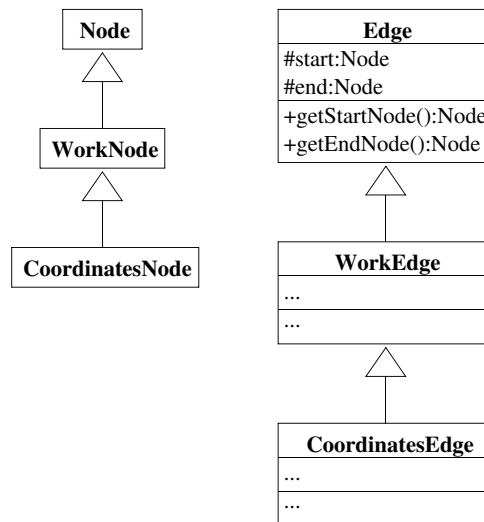 Node
WorkNode
CoordinatesNode
Edge
#start:Node
#end:Node
+getStartNode():Node
+getEndNode():Node
WorkEdge
...
...
CoordinatesEdge
...
...